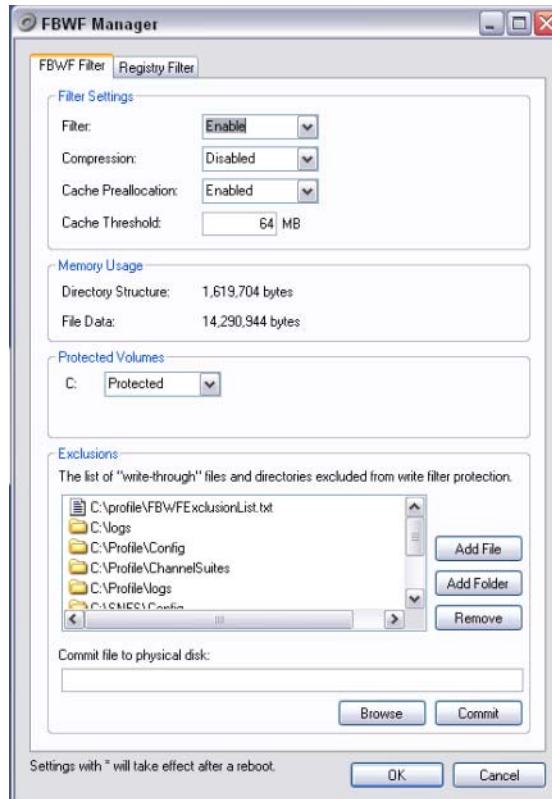 FBWF Manager
FBWF Filter Registry Filter
Filter Settings
Filter: Enable
Compression: Disabled
Cache Preallocation: Enabled
Cache Threshold: 64 MB
Memory Usage
Directory Structure: 1,619,704 bytes
File Data: 14,290,944 bytes
Protected Volumes
C: Protected
Exclusions
The list of "write-through" files and directories excluded from write filter protection.
C:\profile\FBWFExclusionList.txt
C:\logs
C:\Profile\Config
C:\Profile\ChannelSuites
C:\Profile\logs
C:\SNFS\Config
Add File
Add Folder
Remove
Commit file to physical disk:
Browse Commit
Settings with * will take effect after a reboot.
OK Cancel